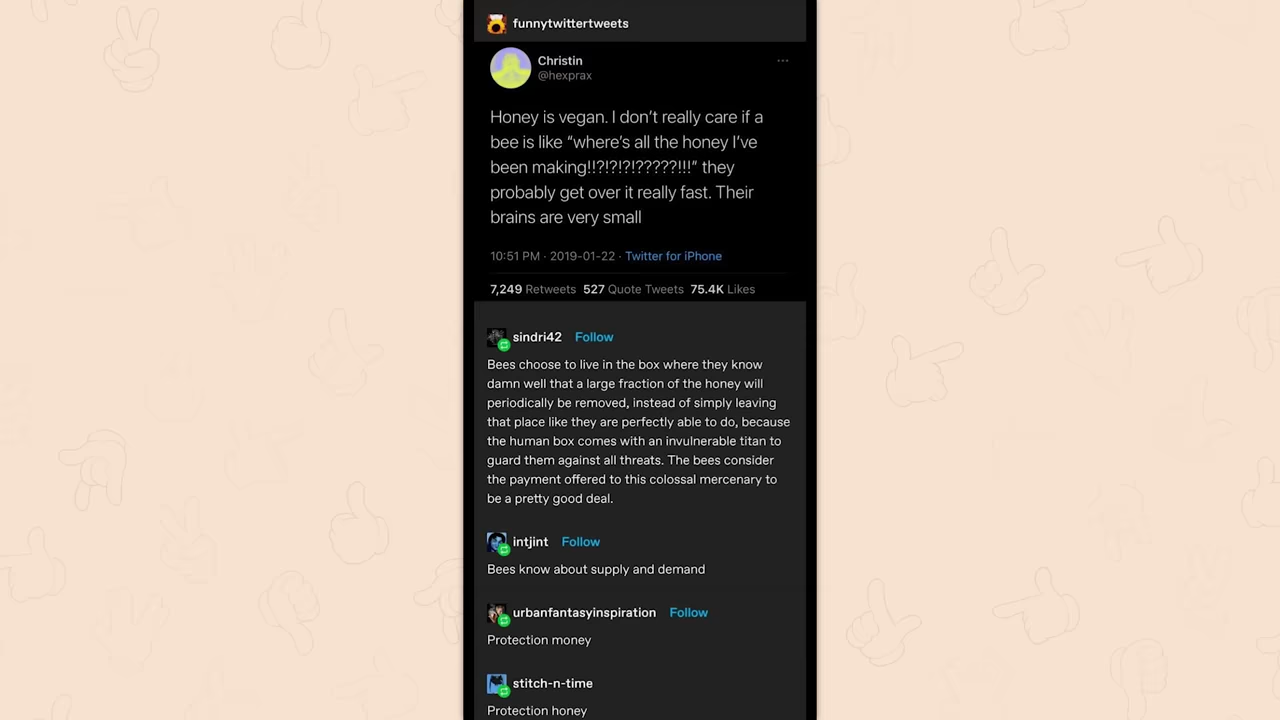 funnytwittertweets
Christin
@hexprax
...
Honey is vegan. I don't really care if a
bee is like “where's all the honey I've
been making!!?!?!?!?????!!!” they
probably get over it really fast. Their
brains are very small
10:51 PM · 2019-01-22 · Twitter for iPhone
7,249 Retweets 527 Quote Tweets 75.4K Likes
sindri42 Follow
Bees choose to live in the box where they know
damn well that a large fraction of the honey will
periodically be removed, instead of simply leaving
that place like they are perfectly able to do, because
the human box comes with an invulnerable titan to
guard them against all threats. The bees consider
the payment offered to this colossal mercenary to
be a pretty good deal.
intjint Follow
Bees know about supply and demand
urbanfantasyinspiration Follow
Protection money
stitch-n-time
Protection honey